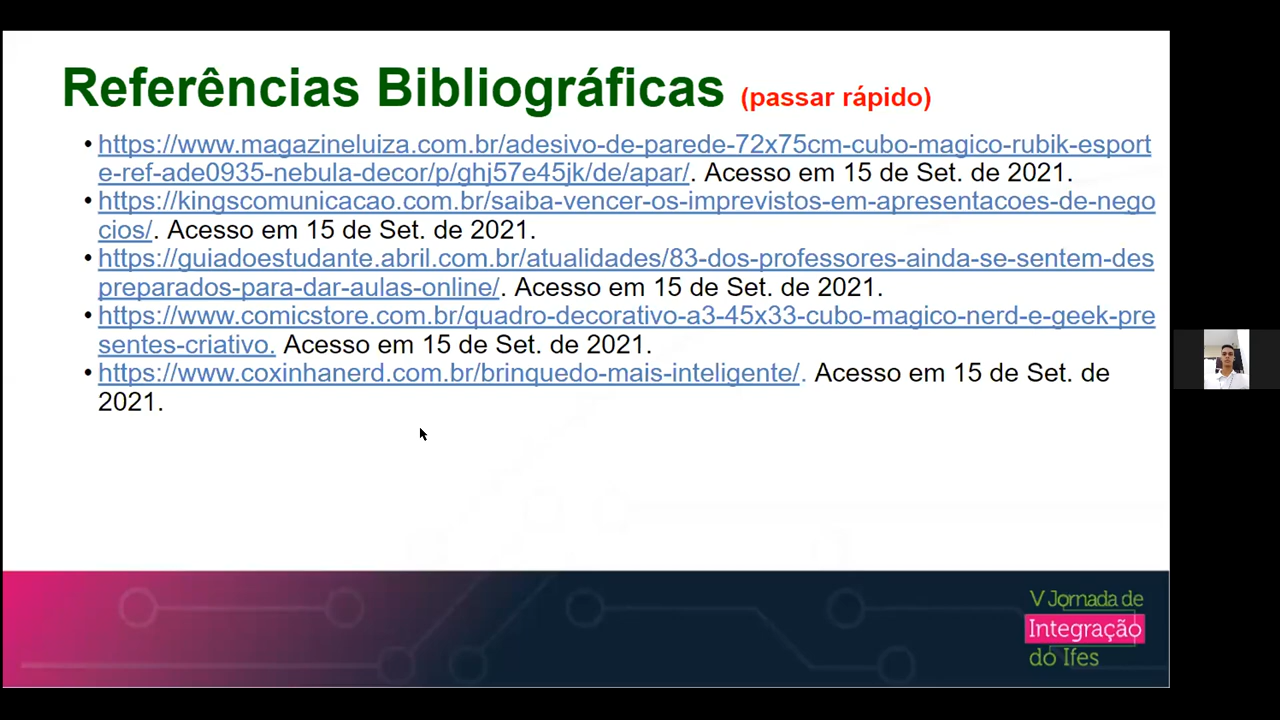 Referências Bibliográficas (passar rápido)
• https://www.magazineluiza.com.br/adesivo-de-parede-72x75cm-cubo-magico-rubik-esport
e-ref-ade0935-nebula-decor/p/ghj57e45jk/de/apar/. Acesso em 15 de Set. de 2021.
• https://kingscomunicacao.com.br/saiba-vencer-os-imprevistos-em-apresentacoes-de-nego
cios/. Acesso em 15 de Set. de 2021.
• https://guiadoestudante.abril.com.br/atualidades/83-dos-professores-ainda-se-sentem-des
preparados-para-dar-aulas-online/. Acesso em 15 de Set. de 2021.
• https://www.comicstore.com.br/quadro-decorativo-a3-45x33-cubo-magico-nerd-e-geek-pre
sentes-criativo. Acesso em 15 de Set. de 2021.
• https://www.coxinhanerd.com.br/brinquedo-mais-inteligente/. Acesso em 15 de Set. de
2021.
V Jornada de
Integração
do Ifes